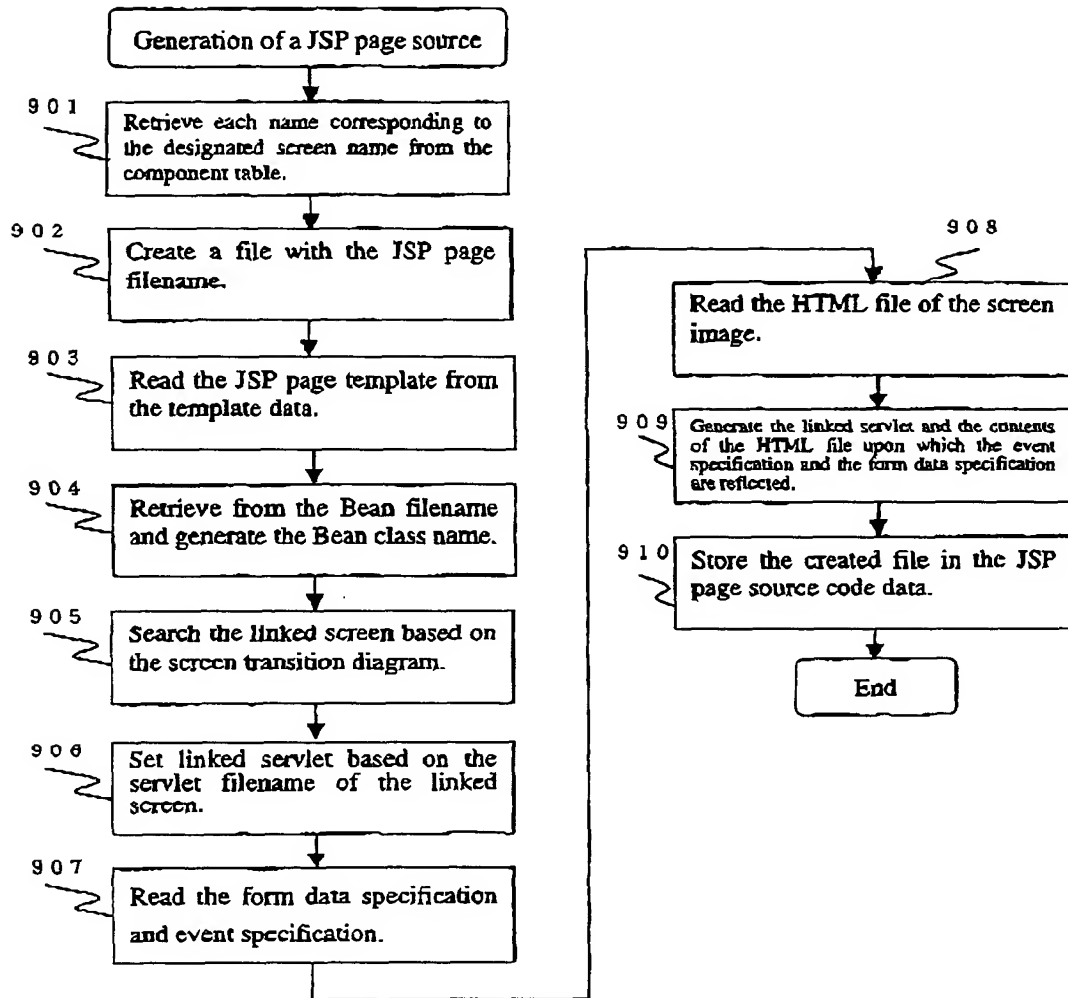 Generation of a JSP page source
901
Retrieve each name corresponding to
the designated screen name from the
component table.
902
Create a file with the JSP page
filename.
903
Read the JSP page template from
the template data.
904
Retrieve from the Bean filename
and generate the Bean class name.
905
Search the linked screen based on
the screen transition diagram.
906
Set linked servlet based on the
servlet filename of the linked
screen.
907
Read the form data specification
and event specification.
908
Read the HTML file of the screen
image.
909
Generate the linked servlet and the contents
of the HTML file upon which the event
specification and the form data specification
are reflected.
910
Store the created file in the JSP
page source code data.
End